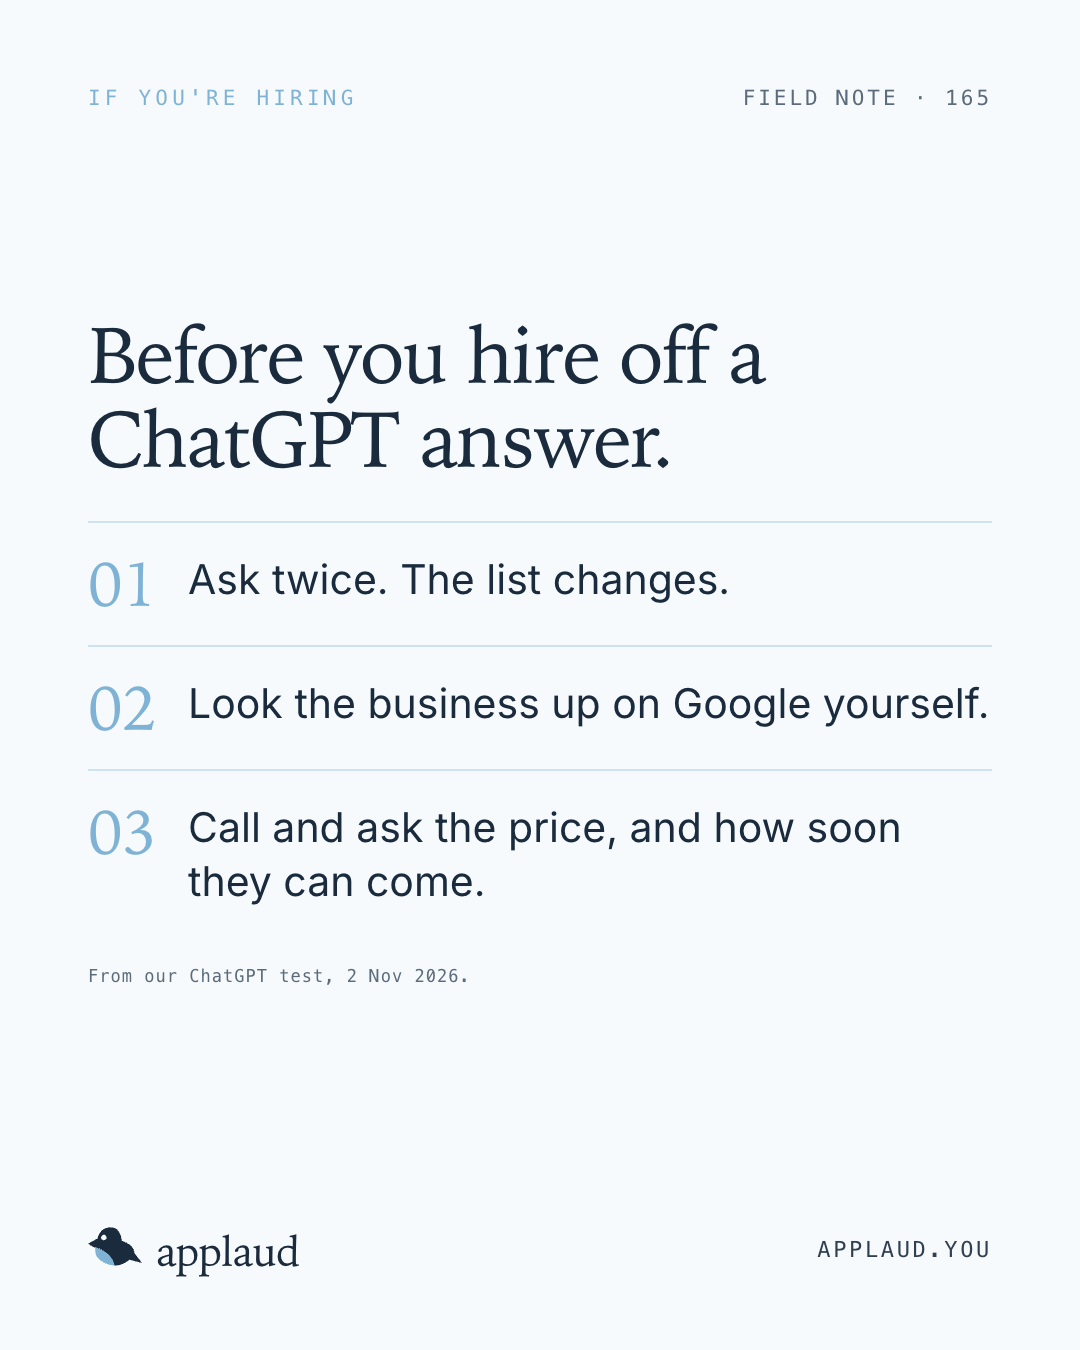 IF YOU'RE HIRING
FIELD NOTE · 165
Before you hire off a
ChatGPT answer.
01 Ask twice. The list changes.
02 Look the business up on Google yourself.
03 Call and ask the price, and how soon
they can come.
From our ChatGPT test, 2 Nov 2026.
applaud
APPLAUD.YOU